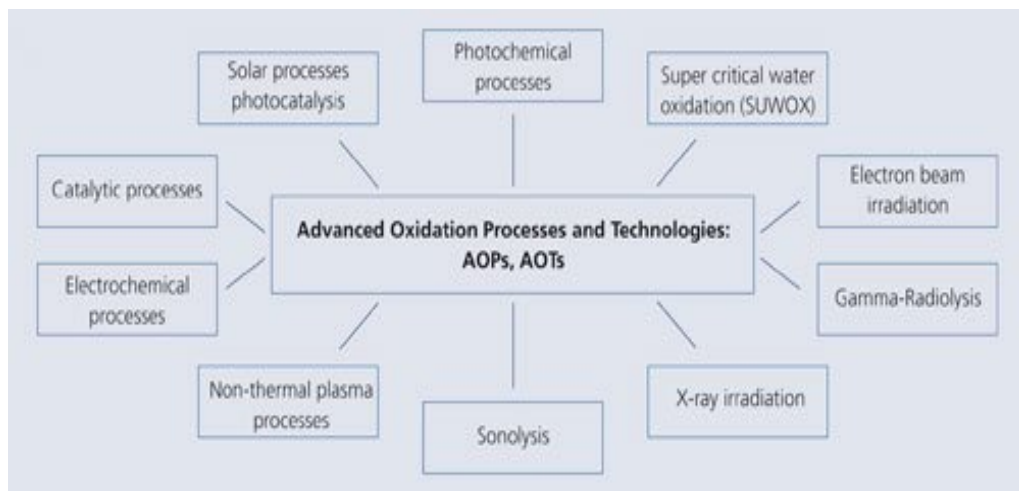 Photochemical
processes
Solar processes
photocatalysis
Super critical water
oxidation (SUWOX)
Catalytic processes
Electron beam
irradiation
Advanced Oxidation Processes and Technologies:
AOPs, AOTs
Electrochemical
processes
Gamma-Radiolysis
Non-thermal plasma
processes
Sonolysis
X-ray irradiation